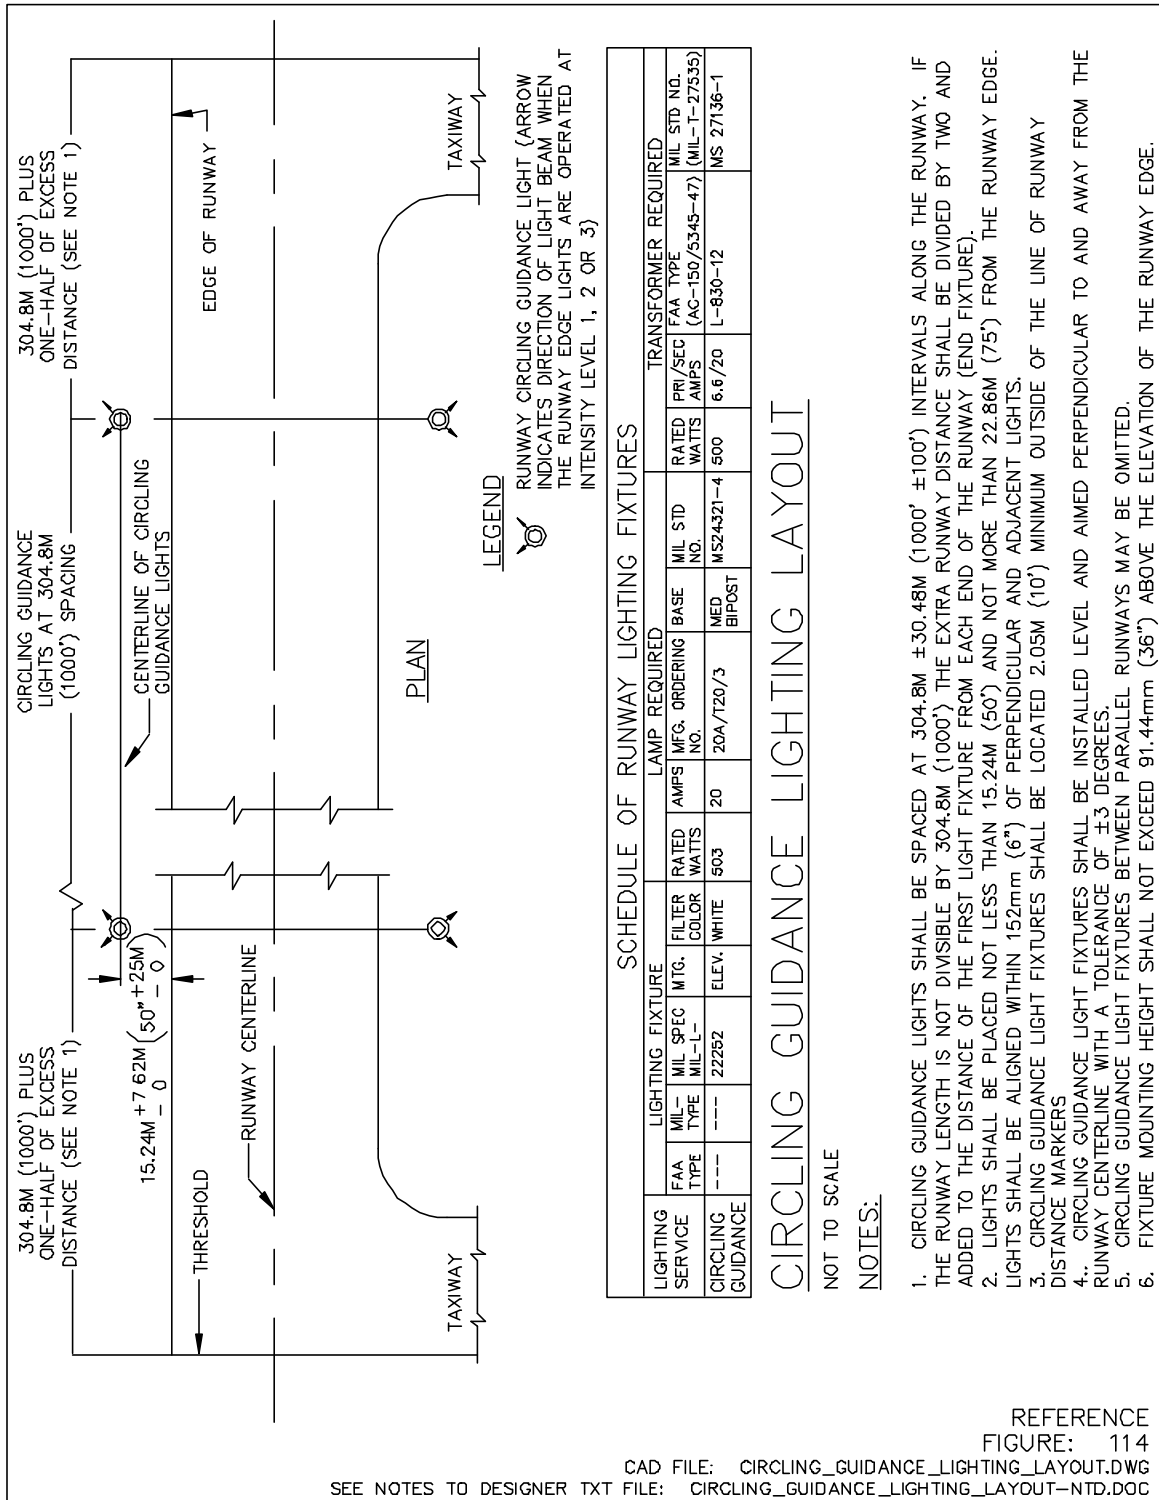 304.8M (1000') PLUS
ONE-HALF OF EXCESS
DISTANCE (SEE NOTE 1)
CIRCLING GUIDANCE
LIGHTS AT 304.8M
(1000') SPACING
304.8M (1000') PLUS
ONE-HALF OF EXCESS
DISTANCE (SEE NOTE 1)
15.24M +7 62M (50" +25M
- 0 - 0)
CENTERLINE OF CIRCLING
GUIDANCE LIGHTS
THRESHOLD
RUNWAY CENTERLINE
EDGE OF RUNWAY
TAXIWAY
TAXIWAY
PLAN
LEGEND
RUNWAY CIRCLING GUIDANCE LIGHT (ARROW
INDICATES DIRECTION OF LIGHT BEAM WHEN
THE RUNWAY EDGE LIGHTS ARE OPERATED AT
INTENSITY LEVEL 1, 2 OR 3)
SCHEDULE OF RUNWAY LIGHTING FIXTURES
LIGHTING SERVICE LIGHTING FIXTURE LAMP REQUIRED TRANSFORMER REQUIRED
FAA TYPE MIL-TYPE MIL SPEC MIL-L- MTG. FILTER COLOR RATED WATTS AMPS MFG. ORDERING NO. BASE MIL STD NO. RATED WATTS PRI/SEC AMPS FAA TYPE (AC-150/5345-47) MIL STD NO. (MIL-T-27535)
CIRCLING GUIDANCE --- --- 22252 ELEV. WHITE 503 20 20A/T20/3 MED BIPOST MS24321-4 500 6.6/20 L-830-12 MS 27136-1
CIRCLING GUIDANCE LIGHTING LAYOUT
NOT TO SCALE
NOTES:
1. CIRCLING GUIDANCE LIGHTS SHALL BE SPACED AT 304.8M ±30.48M (1000' ±100') INTERVALS ALONG THE RUNWAY. IF
THE RUNWAY LENGTH IS NOT DIVISIBLE BY 304.8M (1000') THE EXTRA RUNWAY DISTANCE SHALL BE DIVIDED BY TWO AND
ADDED TO THE DISTANCE OF THE FIRST LIGHT FIXTURE FROM EACH END OF THE RUNWAY (END FIXTURE).
2. LIGHTS SHALL BE PLACED NOT LESS THAN 15.24M (50') AND NOT MORE THAN 22.86M (75') FROM THE RUNWAY EDGE.
LIGHTS SHALL BE ALIGNED WITHIN 152mm (6") OF PERPENDICULAR AND ADJACENT LIGHTS.
3. CIRCLING GUIDANCE LIGHT FIXTURES SHALL BE LOCATED 2.05M (10') MINIMUM OUTSIDE OF THE LINE OF RUNWAY
DISTANCE MARKERS
4.. CIRCLING GUIDANCE LIGHT FIXTURES SHALL BE INSTALLED LEVEL AND AIMED PERPENDICULAR TO AND AWAY FROM THE
RUNWAY CENTERLINE WITH A TOLERANCE OF ±3 DEGREES.
5. CIRCLING GUIDANCE LIGHT FIXTURES BETWEEN PARALLEL RUNWAYS MAY BE OMITTED.
6. FIXTURE MOUNTING HEIGHT SHALL NOT EXCEED 91.44mm (36") ABOVE THE ELEVATION OF THE RUNWAY EDGE.
REFERENCE
FIGURE: 114
CAD FILE: CIRCLING_GUIDANCE_LIGHTING_LAYOUT.DWG
SEE NOTES TO DESIGNER TXT FILE: CIRCLING_GUIDANCE_LIGHTING_LAYOUT-NTD.DOC